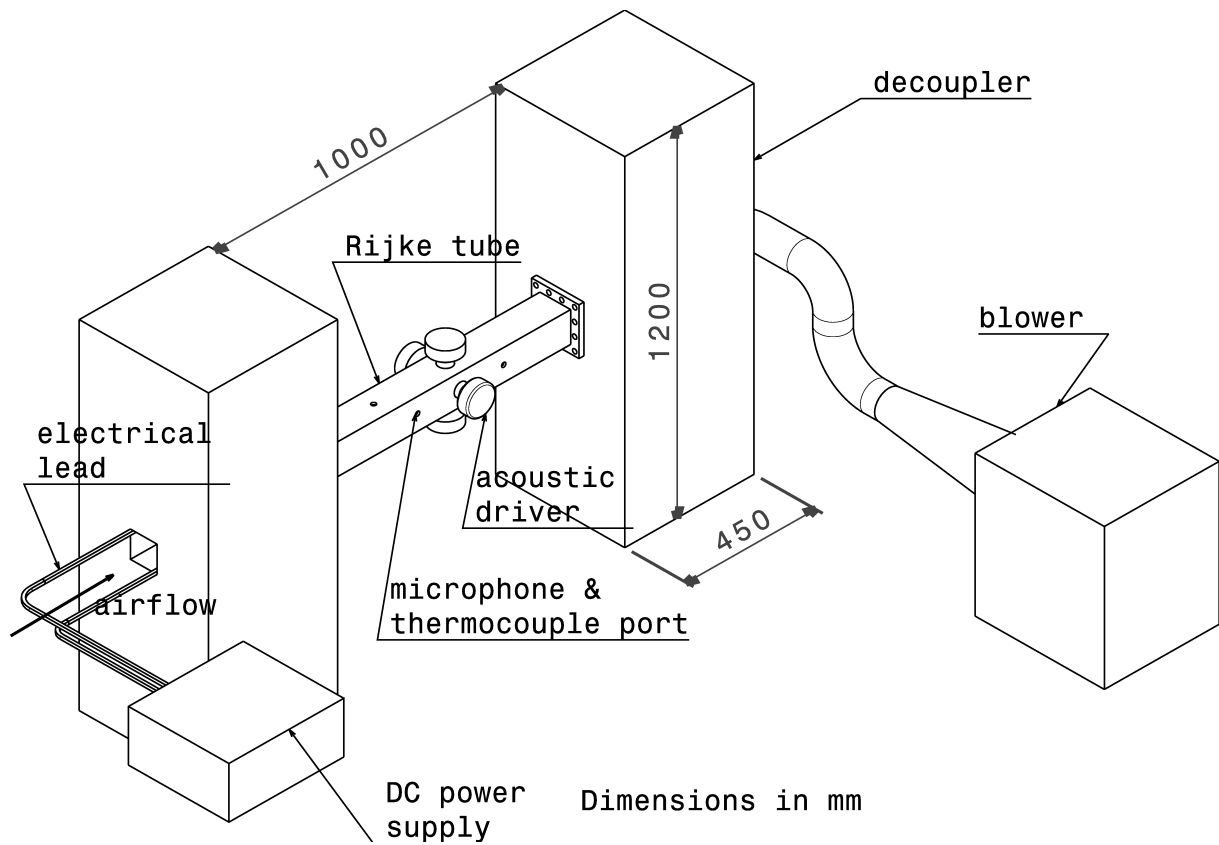 decoupler
1000
Rijke tube
1200
blower
electrical
lead
acoustic
driver
450
microphone &
thermocouple port
airflow
DC power
supply
Dimensions in mm